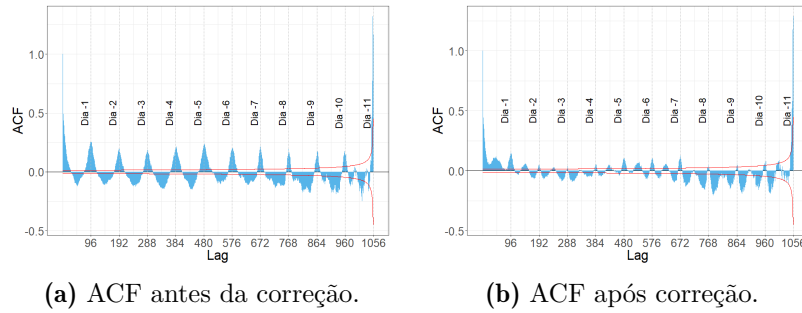 ACF
1.0
0.5
0.0
-0.5
Dia -1
Dia -2
Dia -3
Dia -4
Dia -5
Dia -6
Dia -7
Dia -8
Dia -9
Dia -10
Dia -11
96 192 288 384 480 576 672 768 864 960 1056
Lag
(a) ACF antes da correção.
ACF
1.0
0.5
0.0
-0.5
Dia -1
Dia -2
Dia -3
Dia -4
Dia -5
Dia -6
Dia -7
Dia -8
Dia -9
Dia -10
Dia -11
96 192 288 384 480 576 672 768 864 960 1056
Lag
(b) ACF após correção.